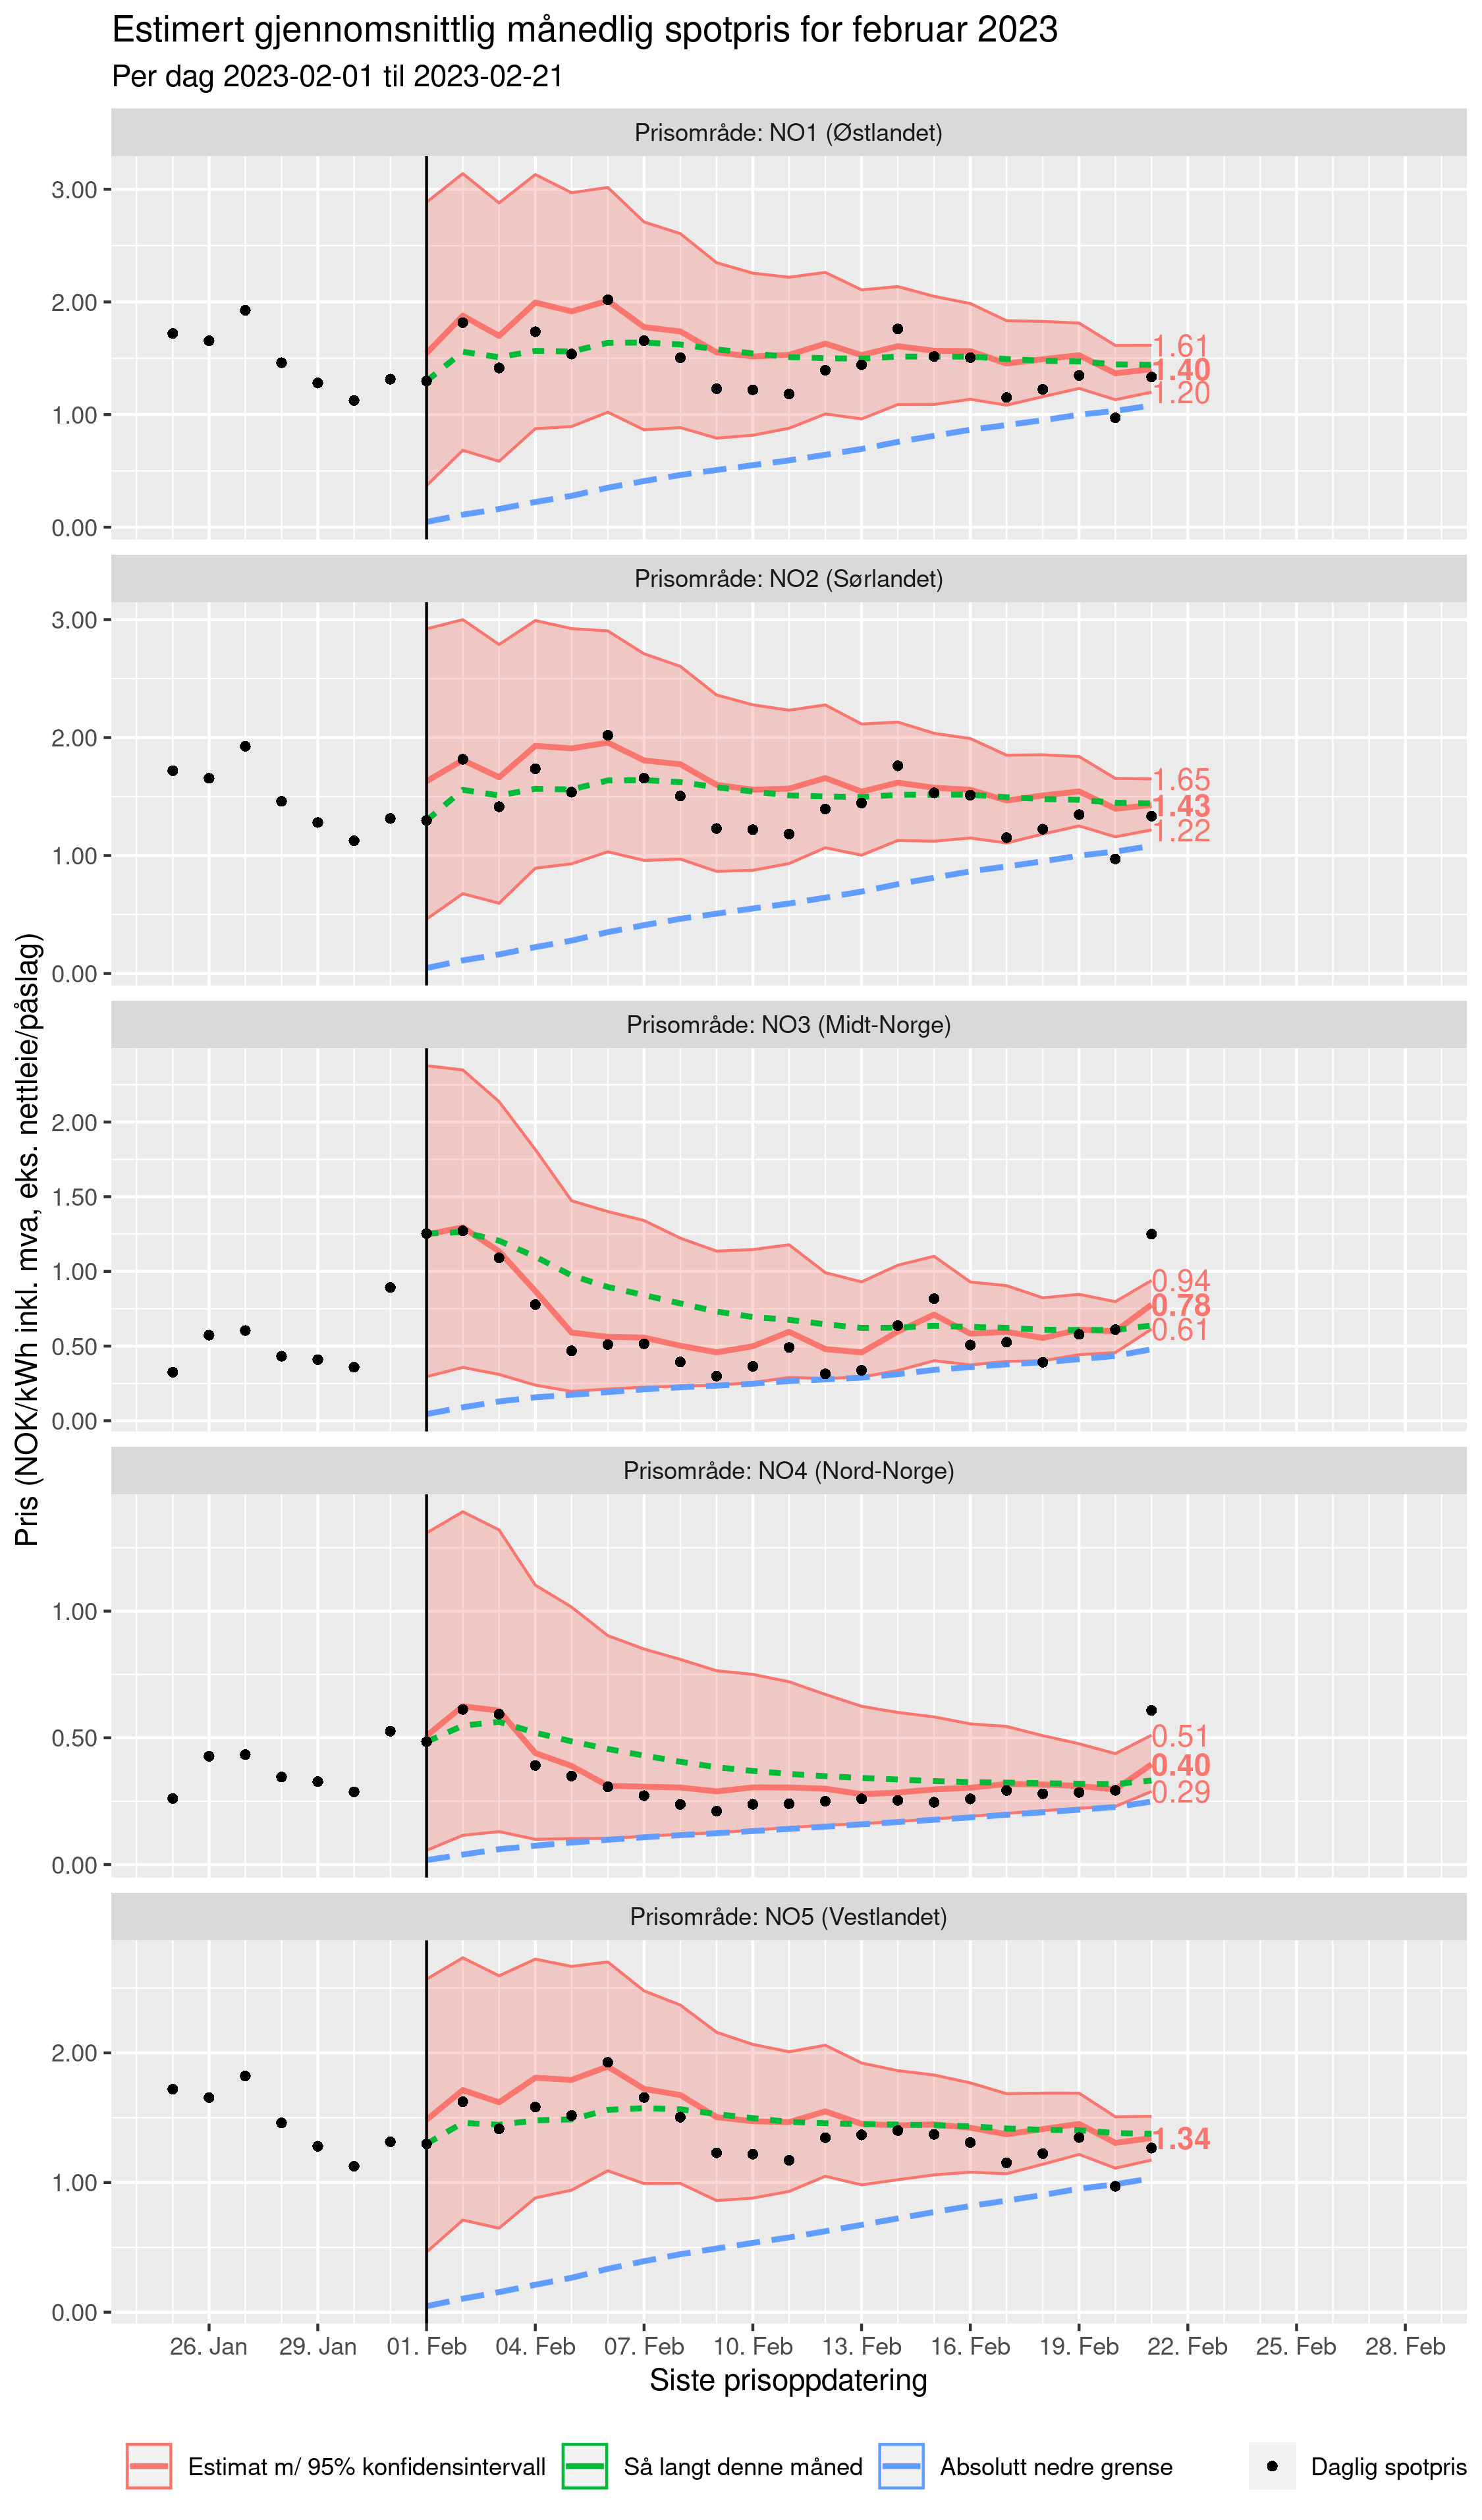 Estimert gjennomsnittlig månedlig spotpris for februar 2023
Per dag 2023-02-01 til 2023-02-21
Pris (NOK/kWh inkl. mva, eks. nettleie/påslag)
Prisområde: NO1 (Østlandet)
3.00
2.00
1.00
0.00
1.61
1.40
1.20
Prisområde: NO2 (Sørlandet)
3.00
2.00
1.00
0.00
1.65
1.43
1.22
Prisområde: NO3 (Midt-Norge)
2.00
1.50
1.00
0.50
0.00
0.94
0.78
0.61
Prisområde: NO4 (Nord-Norge)
1.00
0.50
0.00
0.51
0.40
0.29
Prisområde: NO5 (Vestlandet)
2.00
1.00
0.00
1.34
26. Jan 29. Jan 01. Feb 04. Feb 07. Feb 10. Feb 13. Feb 16. Feb 19. Feb 22. Feb 25. Feb 28. Feb
Siste prisoppdatering
Estimat m/ 95% konfidensintervall Så langt denne måned Absolutt nedre grense Daglig spotpris